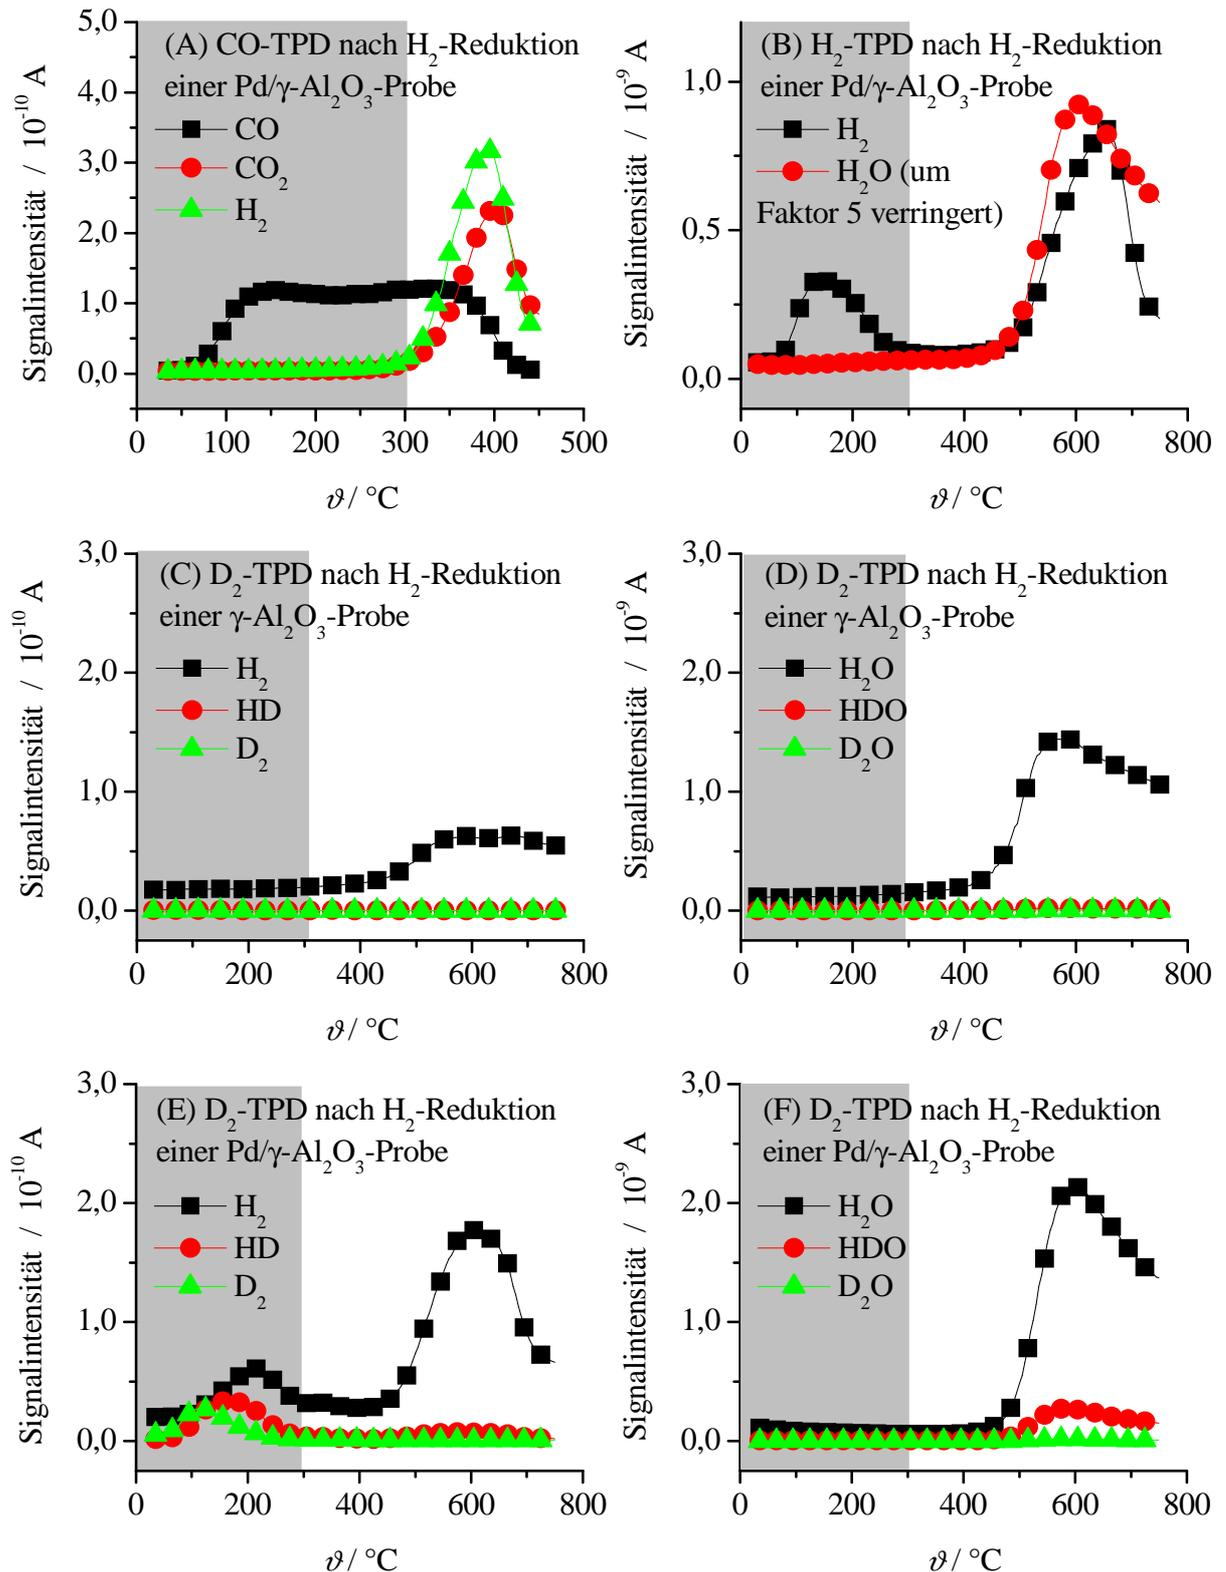 (A) CO-TPD nach H₂-Reduktion
einer Pd/γ-Al₂O₃-Probe
CO
CO₂
H₂
Signalintensität / 10⁻¹⁰ A
5,0
4,0
3,0
2,0
1,0
0,0
0 100 200 300 400 500
ϑ / °C
(B) H₂-TPD nach H₂-Reduktion
einer Pd/γ-Al₂O₃-Probe
H₂
H₂O (um
Faktor 5 verringert)
Signalintensität / 10⁻⁹ A
1,0
0,5
0,0
0 200 400 600 800
ϑ / °C
(C) D₂-TPD nach H₂-Reduktion
einer γ-Al₂O₃-Probe
H₂
HD
D₂
Signalintensität / 10⁻¹⁰ A
3,0
2,0
1,0
0,0
0 200 400 600 800
ϑ / °C
(D) D₂-TPD nach H₂-Reduktion
einer γ-Al₂O₃-Probe
H₂O
HDO
D₂O
Signalintensität / 10⁻⁹ A
3,0
2,0
1,0
0,0
0 200 400 600 800
ϑ / °C
(E) D₂-TPD nach H₂-Reduktion
einer Pd/γ-Al₂O₃-Probe
H₂
HD
D₂
Signalintensität / 10⁻¹⁰ A
3,0
2,0
1,0
0,0
0 200 400 600 800
ϑ / °C
(F) D₂-TPD nach H₂-Reduktion
einer Pd/γ-Al₂O₃-Probe
H₂O
HDO
D₂O
Signalintensität / 10⁻⁹ A
3,0
2,0
1,0
0,0
0 200 400 600 800
ϑ / °C